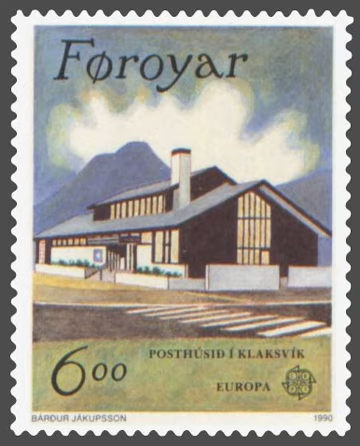 Føroyar
POSTHÚSIÐ Í KLAKSVÍK
6.00
EUROPA
BÁRÐUR JÁKUPSSON 1990